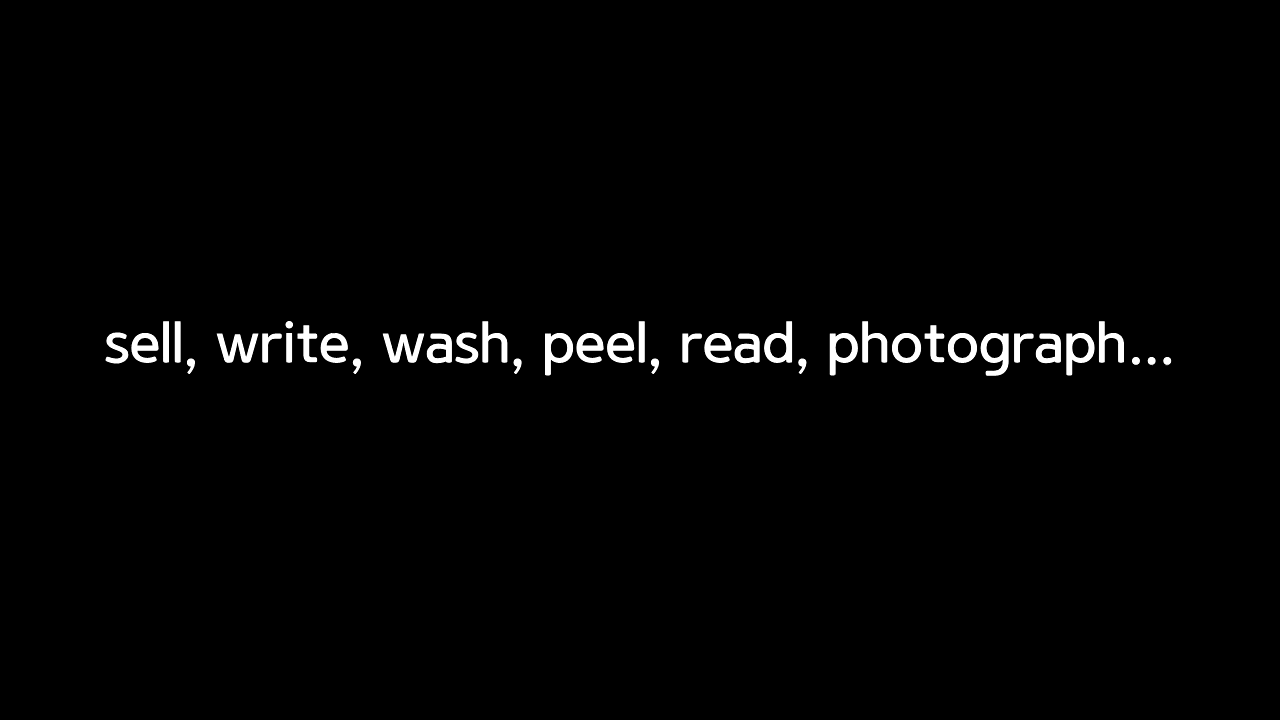 sell, write, wash, peel, read, photograph...